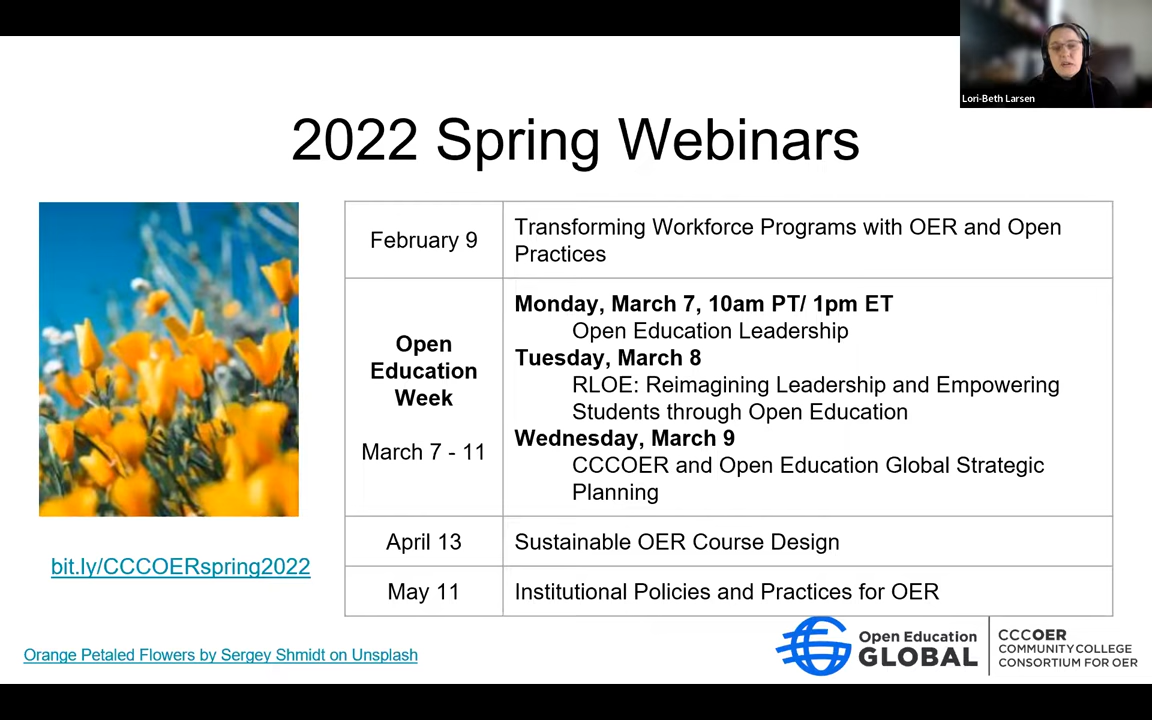 Lori-Beth Larsen
2022 Spring Webinars
February 9
Transforming Workforce Programs with OER and Open
Practices
Open
Education
Week
March 7 - 11
Monday, March 7, 10am PT/ 1pm ET
Open Education Leadership
Tuesday, March 8
RLOE: Reimagining Leadership and Empowering
Students through Open Education
Wednesday, March 9
CCCOER and Open Education Global Strategic
Planning
April 13
Sustainable OER Course Design
May 11
Institutional Policies and Practices for OER
bit.ly/CCCOERspring2022
Orange Petaled Flowers by Sergey Shmidt on Unsplash
Open Education
GLOBAL
CCCOER
COMMUNITY COLLEGE
CONSORTIUM FOR OER